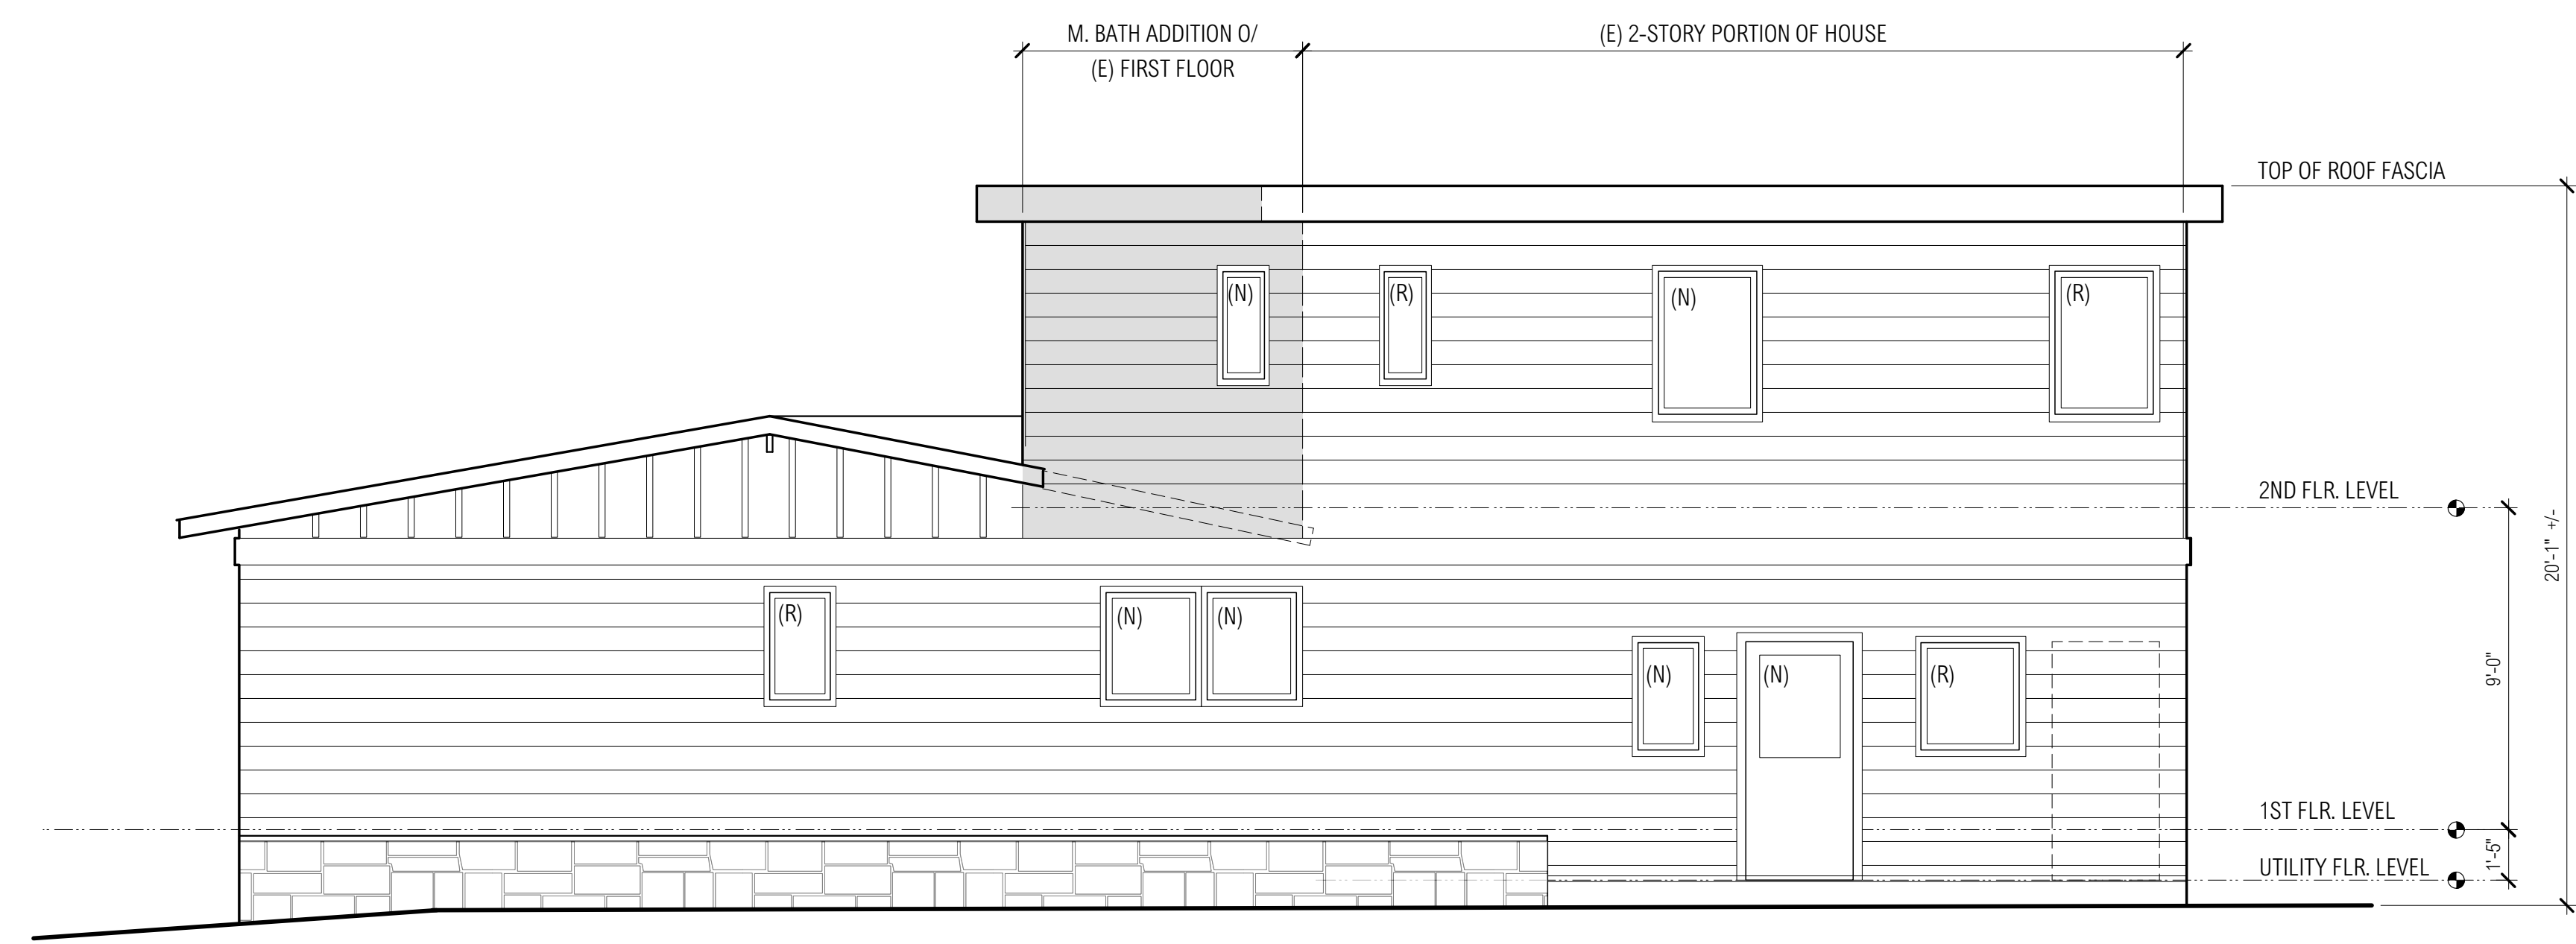 M. BATH ADDITION O/
(E) FIRST FLOOR
(E) 2-STORY PORTION OF HOUSE
TOP OF ROOF FASCIA
(N)
(R)
(N)
(R)
2ND FLR. LEVEL
20'-1" +/-
(R)
(N)
(N)
(N)
(N)
(R)
9'-0"
1ST FLR. LEVEL
1'-5"
UTILITY FLR. LEVEL